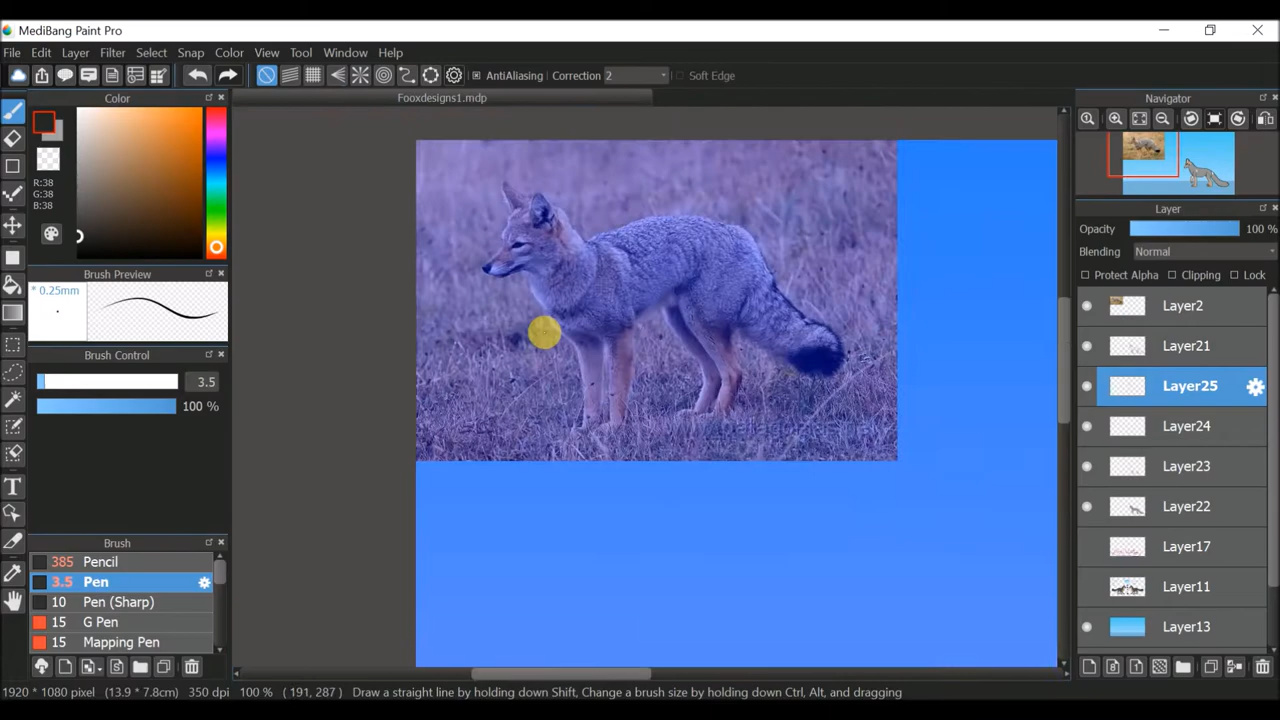 MediBang Paint Pro
File Edit Layer Filter Select Snap Color View Tool Window Help
AntiAliasing Correction 2 Soft Edge
Color Fooxdesigns1.mdp Navigator
R:38
G:38
B:38
Brush Preview
* 0.25mm
Layer
Opacity 100 %
Blending Normal
Protect Alpha Clipping Lock
Brush Control
3.5
100 %
Layer2
Layer21
Layer25
Layer24
Layer23
Layer22
Layer17
Layer11
Layer13
Brush
385 Pencil
3.5 Pen
10 Pen (Sharp)
15 G Pen
15 Mapping Pen
1920 * 1080 pixel (13.9 * 7.8cm) 350 dpi 100 % (191, 287) Draw a straight line by holding down Shift, Change a brush size by holding down Ctrl, Alt, and dragging